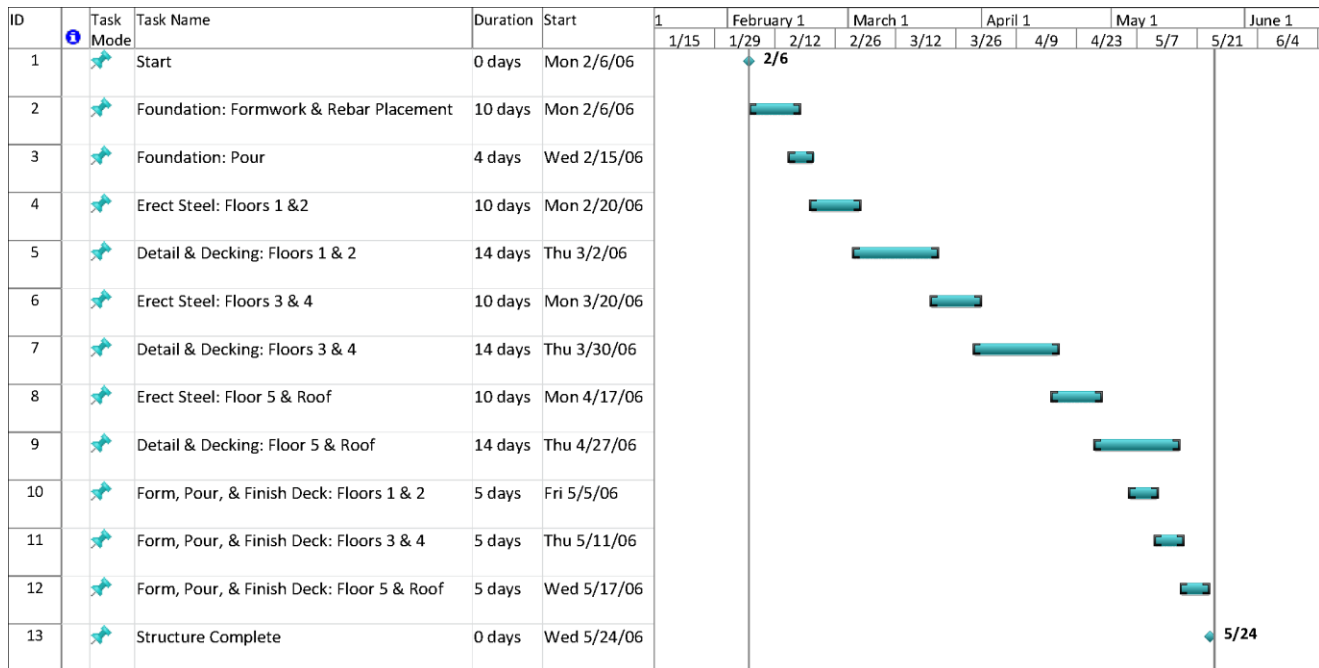 ID Task Mode Task Name Duration Start 1 February 1 March 1 April 1 May 1 June 1
1/15 1/29 2/12 2/26 3/12 3/26 4/9 4/23 5/7 5/21 6/4
1 Start 0 days Mon 2/6/06 2/6
2 Foundation: Formwork & Rebar Placement 10 days Mon 2/6/06
3 Foundation: Pour 4 days Wed 2/15/06
4 Erect Steel: Floors 1 &2 10 days Mon 2/20/06
5 Detail & Decking: Floors 1 & 2 14 days Thu 3/2/06
6 Erect Steel: Floors 3 & 4 10 days Mon 3/20/06
7 Detail & Decking: Floors 3 & 4 14 days Thu 3/30/06
8 Erect Steel: Floor 5 & Roof 10 days Mon 4/17/06
9 Detail & Decking: Floor 5 & Roof 14 days Thu 4/27/06
10 Form, Pour, & Finish Deck: Floors 1 & 2 5 days Fri 5/5/06
11 Form, Pour, & Finish Deck: Floors 3 & 4 5 days Thu 5/11/06
12 Form, Pour, & Finish Deck: Floor 5 & Roof 5 days Wed 5/17/06
13 Structure Complete 0 days Wed 5/24/06 5/24